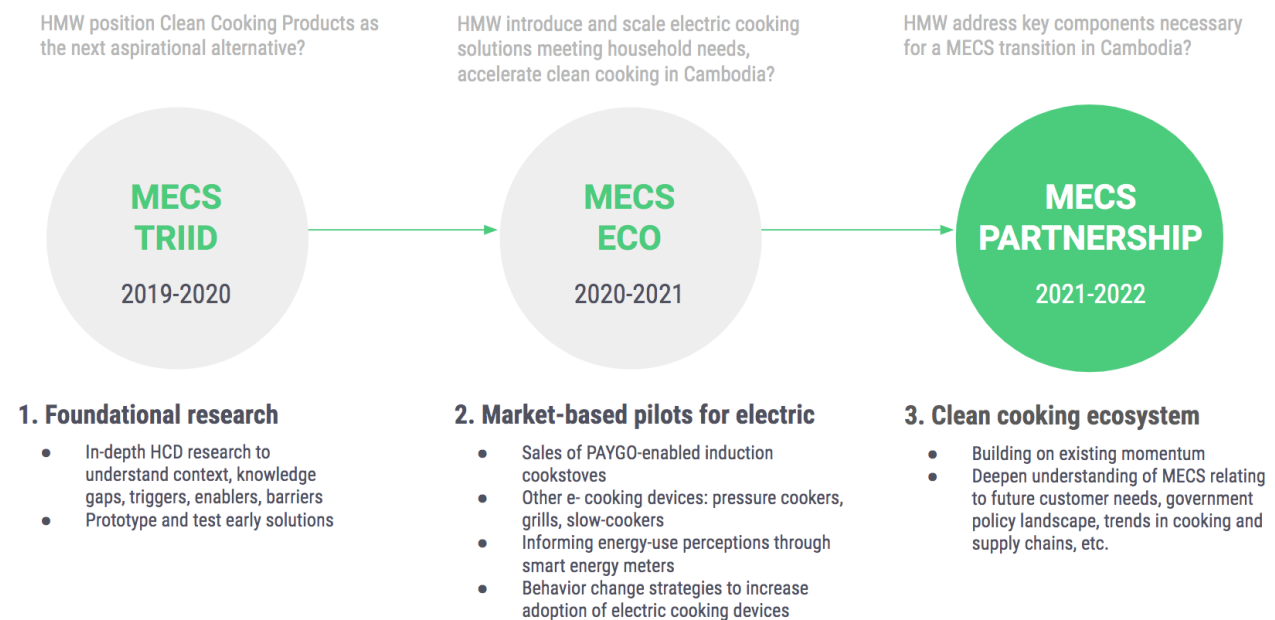 HMW position Clean Cooking Products as
the next aspirational alternative?
HMW introduce and scale electric cooking
solutions meeting household needs,
accelerate clean cooking in Cambodia?
HMW address key components necessary
for a MECS transition in Cambodia?
MECS
TRIID
2019-2020
MECS
ECO
2020-2021
MECS
PARTNERSHIP
2021-2022
1. Foundational research
● In-depth HCD research to
understand context, knowledge
gaps, triggers, enablers, barriers
● Prototype and test early solutions
2. Market-based pilots for electric
● Sales of PAYGO-enabled induction
cookstoves
● Other e- cooking devices: pressure cookers,
grills, slow-cookers
● Informing energy-use perceptions through
smart energy meters
● Behavior change strategies to increase
adoption of electric cooking devices
3. Clean cooking ecosystem
● Building on existing momentum
● Deepen understanding of MECS relating
to future customer needs, government
policy landscape, trends in cooking and
supply chains, etc.